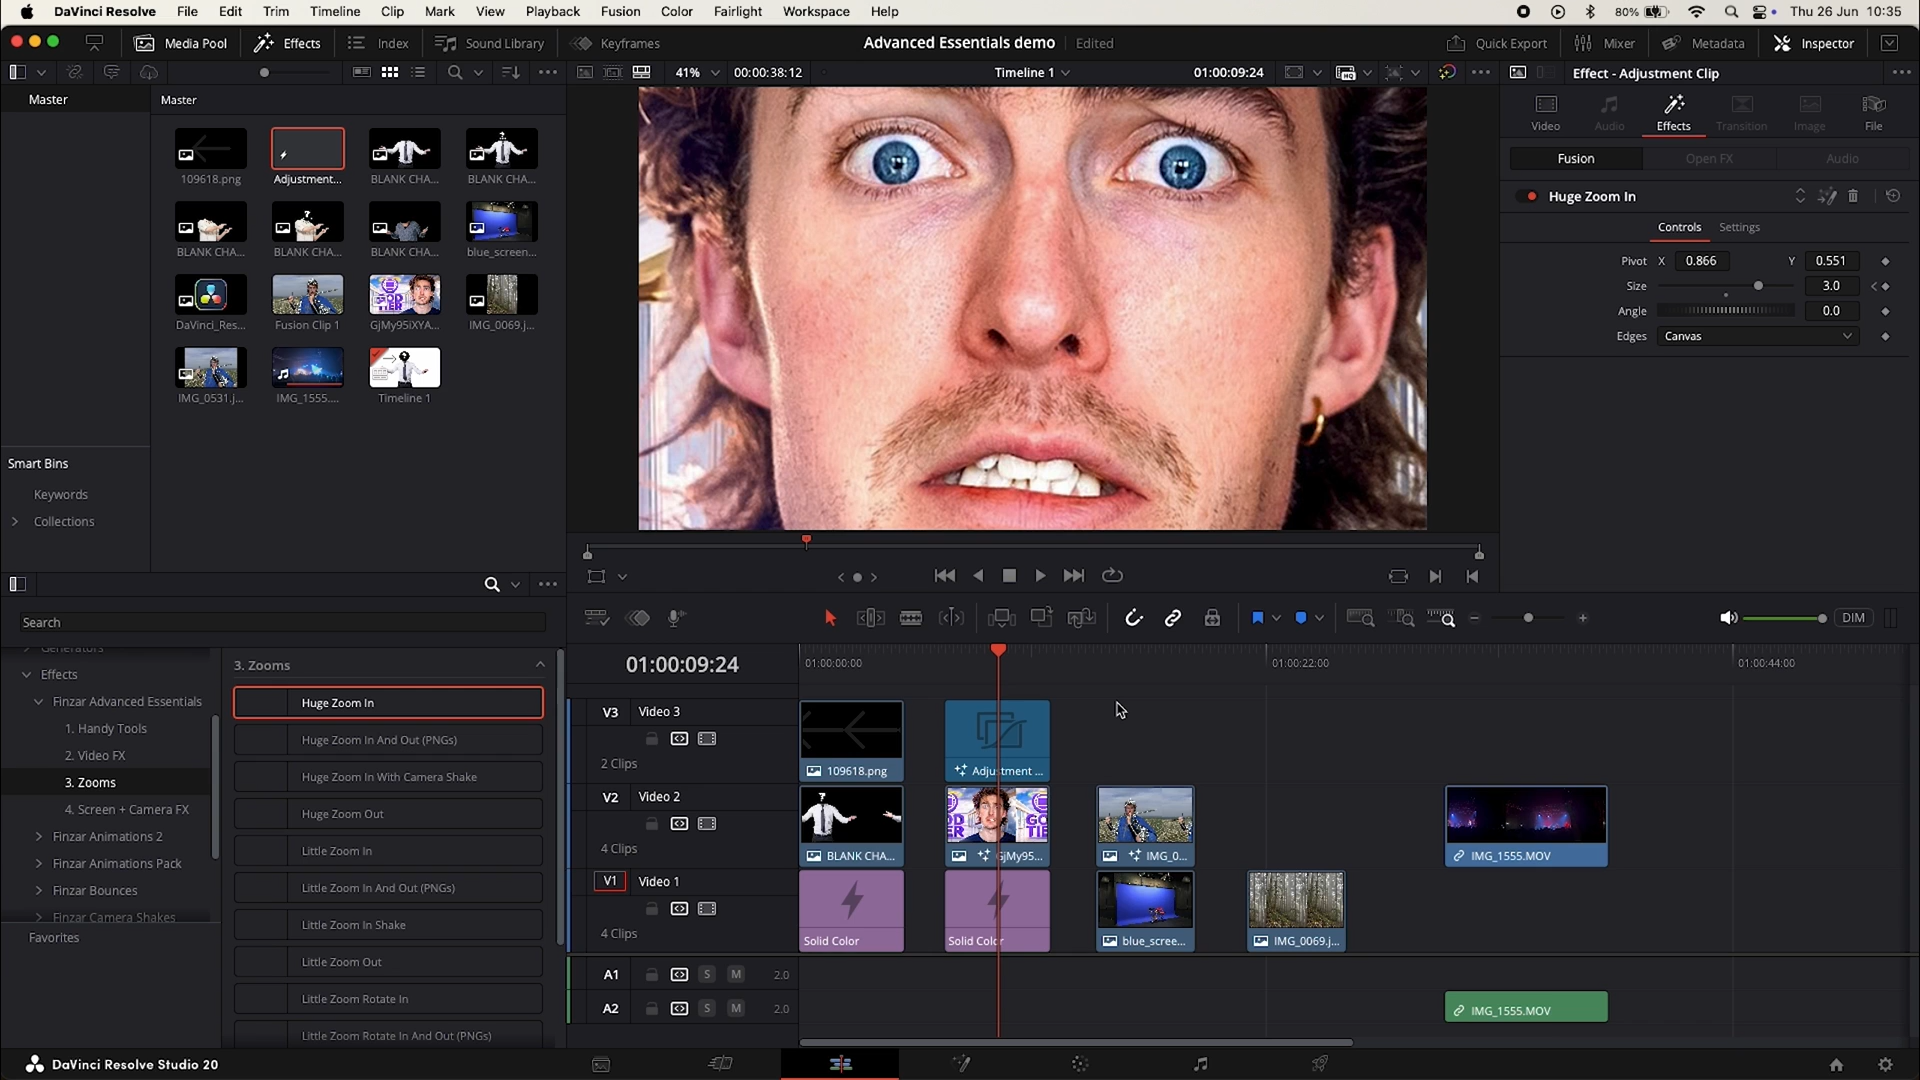 DaVinci Resolve File Edit Trim Timeline Clip Mark View Playback Fusion Color Fairlight Workspace Help 80% Thu 26 Jun 10:35
Media Pool Effects Index Sound Library Keyframes Advanced Essentials demo Edited Quick Export Mixer Metadata Inspector
41% 00:00:38:12 Timeline 1 01:00:09:24 Effect - Adjustment Clip
Master
Master
Video Audio Effects Transition Image File
Fusion Open FX Audio
109618.png Adjustment... BLANK CHA... BLANK CHA...
Huge Zoom In
Controls Settings
BLANK CHA... BLANK CHA... BLANK CHA... blue_screen...
Pivot X 0.866 Y 0.551
Size 3.0
Angle 0.0
DaVinci_Res... Fusion Clip 1 GjMy95iXYA... IMG_0069.j...
Edges Canvas
IMG_0531.j... IMG_1555.... Timeline 1
Smart Bins
Keywords
Collections
Search
DIM
Generators
Effects
Finzar Advanced Essentials
1. Handy Tools
2. Video FX
3. Zooms
4. Screen + Camera FX
Finzar Animations 2
Finzar Animations Pack
Finzar Bounces
Finzar Camera Shakes
Favorites
3. Zooms
Huge Zoom In
Huge Zoom In And Out (PNGs)
Huge Zoom In With Camera Shake
Huge Zoom Out
Little Zoom In
Little Zoom In And Out (PNGs)
Little Zoom In Shake
Little Zoom Out
Little Zoom Rotate In
Little Zoom Rotate In And Out (PNGs)
01:00:09:24 01:00:00:00 01:00:22:00 01:00:44:00
V3 Video 3
2 Clips
109618.png Adjustment ...
V2 Video 2
4 Clips
BLANK CHA... GjMy95... IMG_0... IMG_1555.MOV
V1 Video 1
4 Clips
Solid Color Solid Color blue_scree... IMG_0069.j...
A1 S M 2.0
A2 S M 2.0 IMG_1555.MOV
DaVinci Resolve Studio 20